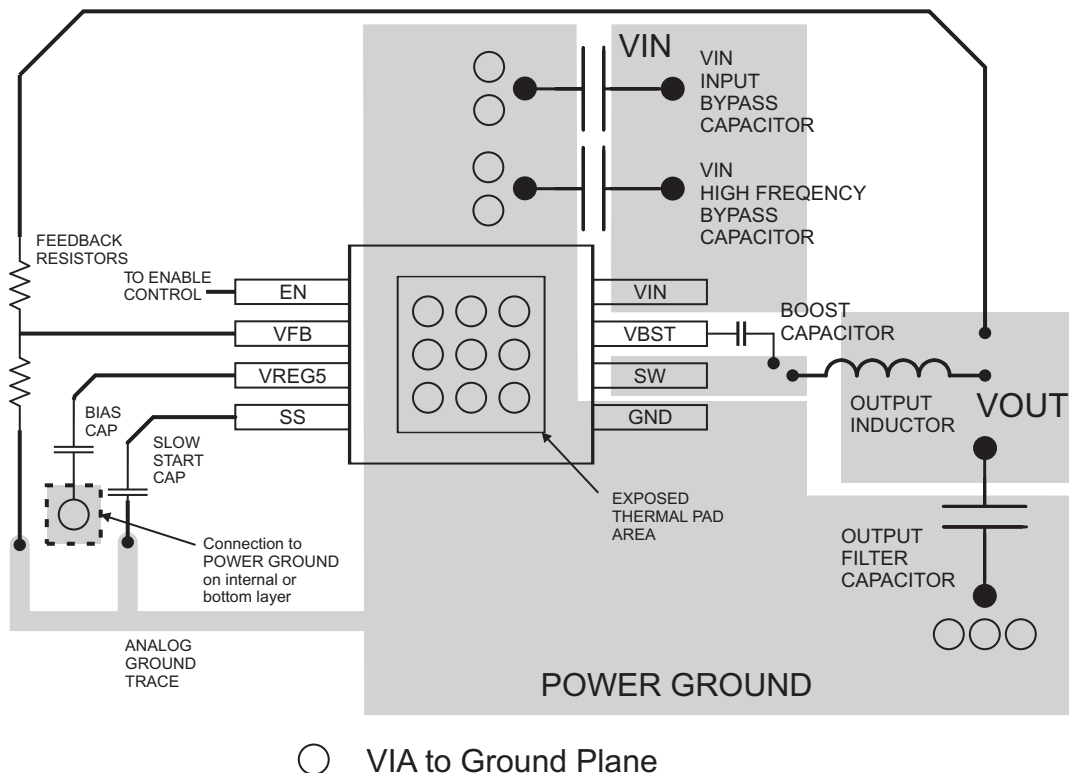 VIN
VIN
INPUT
BYPASS
CAPACITOR
VIN
HIGH FREQENCY
BYPASS
CAPACITOR
FEEDBACK
RESISTORS
TO ENABLE
CONTROL
EN
VFB
VREG5
SS
VIN
VBST
SW
GND
BOOST
CAPACITOR
OUTPUT
INDUCTOR
VOUT
BIAS
CAP
SLOW
START
CAP
EXPOSED
THERMAL PAD
AREA
Connection to
POWER GROUND
on internal or
bottom layer
OUTPUT
FILTER
CAPACITOR
ANALOG
GROUND
TRACE
POWER GROUND
VIA to Ground Plane